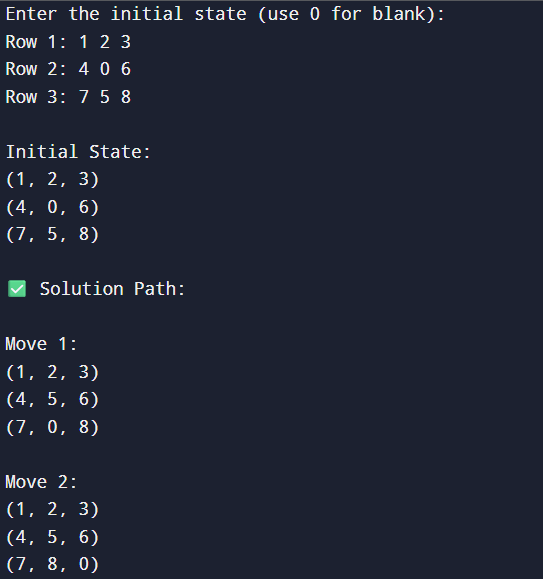 Enter the initial state (use 0 for blank):
Row 1: 1 2 3
Row 2: 4 0 6
Row 3: 7 5 8
Initial State:
(1, 2, 3)
(4, 0, 6)
(7, 5, 8)
✅ Solution Path:
Move 1:
(1, 2, 3)
(4, 5, 6)
(7, 0, 8)
Move 2:
(1, 2, 3)
(4, 5, 6)
(7, 8, 0)